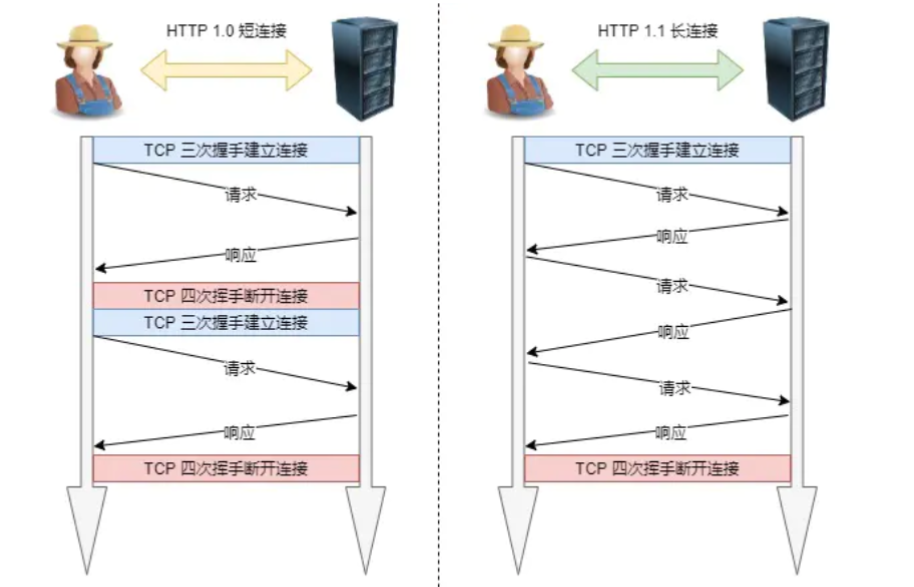 HTTP 1.0 短连接
TCP 三次握手建立连接
请求
响应
TCP 四次挥手断开连接
TCP 三次握手建立连接
请求
响应
TCP 四次挥手断开连接
HTTP 1.1 长连接
TCP 三次握手建立连接
请求
响应
请求
响应
请求
响应
TCP 四次挥手断开连接